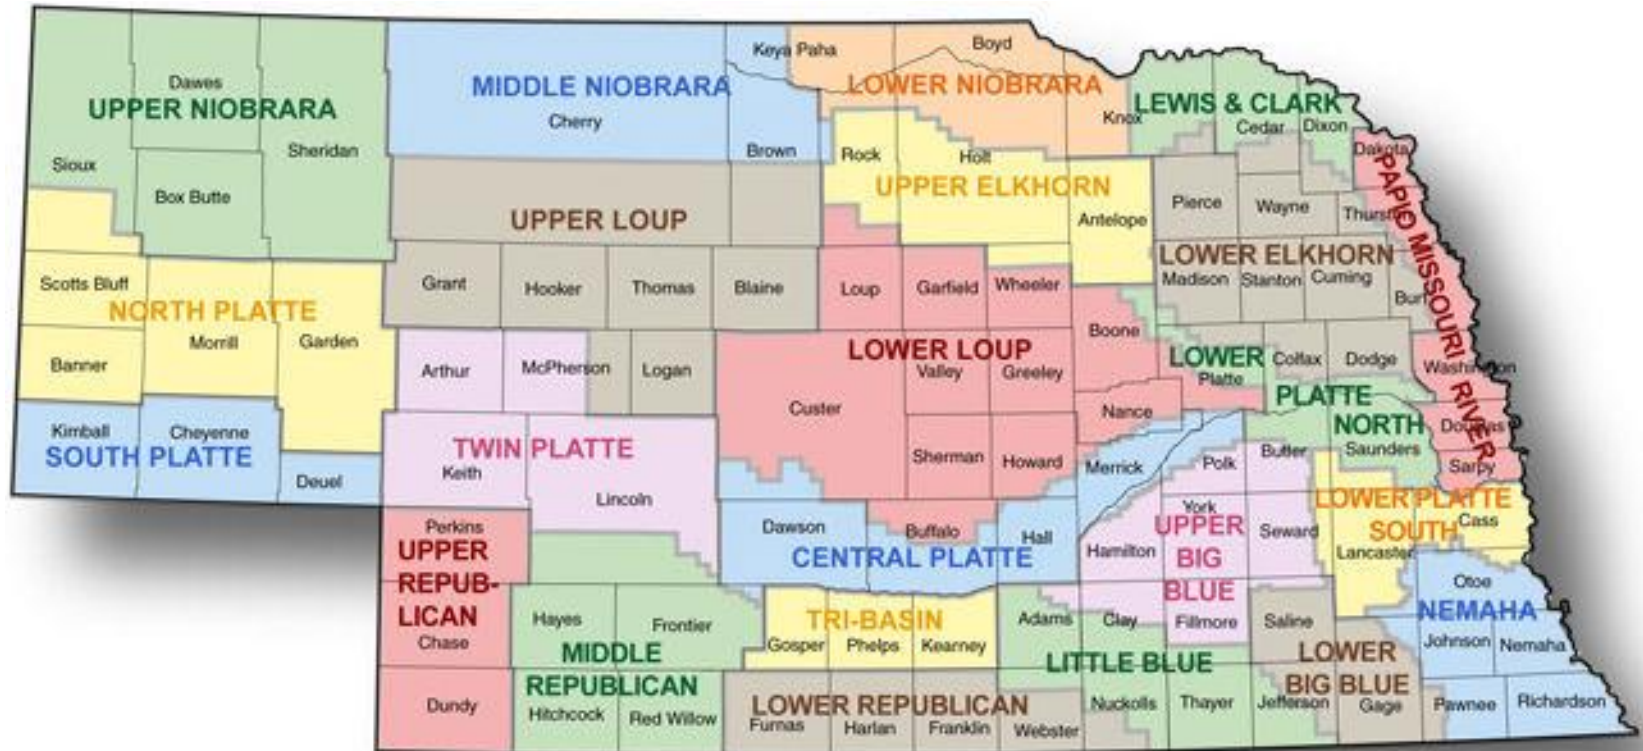 Keya Paha
Boyd
Dawes
UPPER NIOBRARA
MIDDLE NIOBRARA
LOWER NIOBRARA
LEWIS & CLARK
Cherry
Knox
Cedar
Dixon
Sioux
Sheridan
Brown
Rock
Holt
Dakota
PAPIO MISSOURI RIVER
Box Butte
UPPER ELKHORN
Pierce
Wayne
UPPER LOUP
Antelope
LOWER ELKHORN
Scotts Bluff
Grant
Hooker
Thomas
Blaine
Loup
Garfield
Wheeler
Madison
Stanton
Cuming
NORTH PLATTE
Morrill
Garden
Boone
Banner
Arthur
McPherson
Logan
LOWER LOUP
Valley
Greeley
LOWER
PLATTE
NORTH
Platte
Colfax
Dodge
Washington
Custer
Nance
Kimball
Cheyenne
SOUTH PLATTE
Deuel
TWIN PLATTE
Keith
Lincoln
Sherman
Howard
Merrick
Polk
Butler
Saunders
Douglas
Sarpy
Perkins
UPPER
REPUB-
LICAN
Chase
Dawson
Buffalo
Hall
CENTRAL PLATTE
Hamilton
York
UPPER
BIG
BLUE
Seward
LOWER PLATTE
SOUTH
Cass
Lancaster
Otoe
NEMAHA
Hayes
Frontier
MIDDLE
REPUBLICAN
TRI-BASIN
Gosper
Phelps
Kearney
Adams
Clay
Fillmore
Saline
Johnson
Nemaha
LITTLE BLUE
LOWER
BIG BLUE
Dundy
Hitchcock
Red Willow
LOWER REPUBLICAN
Furnas
Harlan
Franklin
Webster
Nuckolls
Thayer
Jefferson
Gage
Pawnee
Richardson